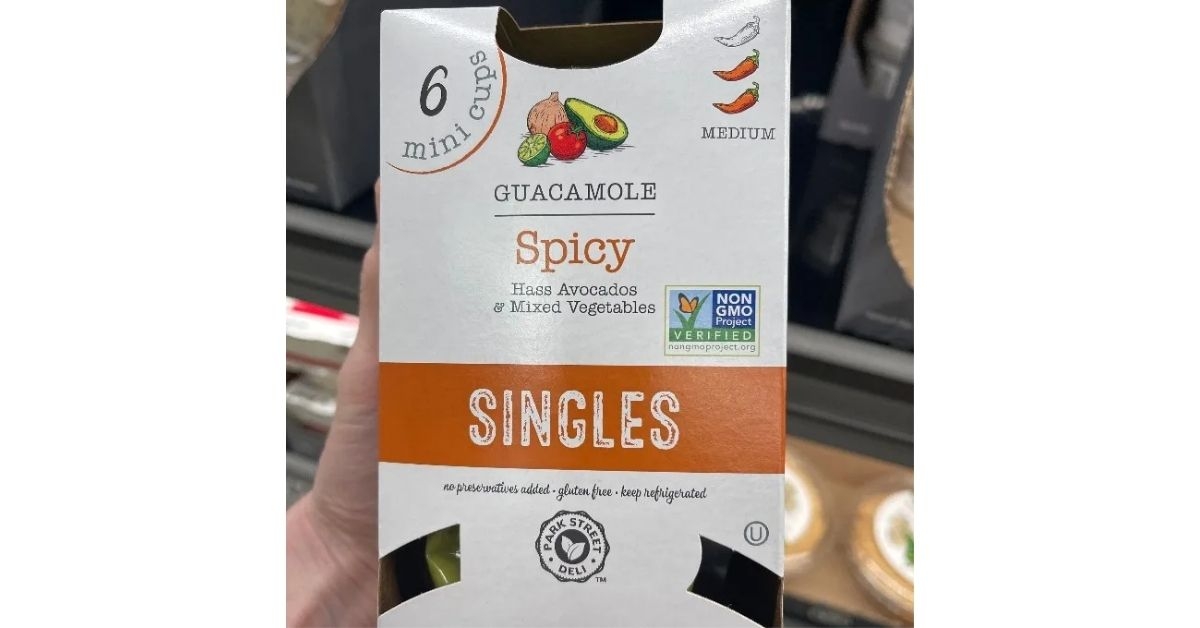 6
mini cups
MEDIUM
GUACAMOLE
Spicy
Hass Avocados
& Mixed Vegetables
NON
GMO
Project
VERIFIED
nongmoproject.org
SINGLES
no preservatives added • gluten free • keep refrigerated
PARK STREET
DELI
TM
U